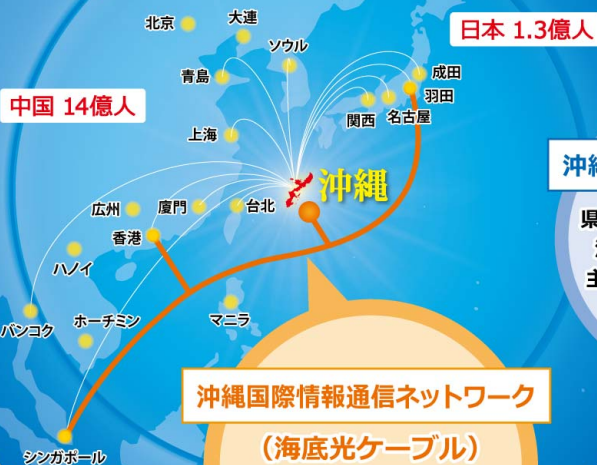 北京
大連
ソウル
日本 1.3億人
青島
成田
羽田
中国 14億人
関西
名古屋
上海
沖縄
沖縄
広州
厦門
台北
香港
ハノイ
バンコク
ホーチミン
マニラ
沖縄国際情報通信ネットワーク
(海底光ケーブル)
シンガポール